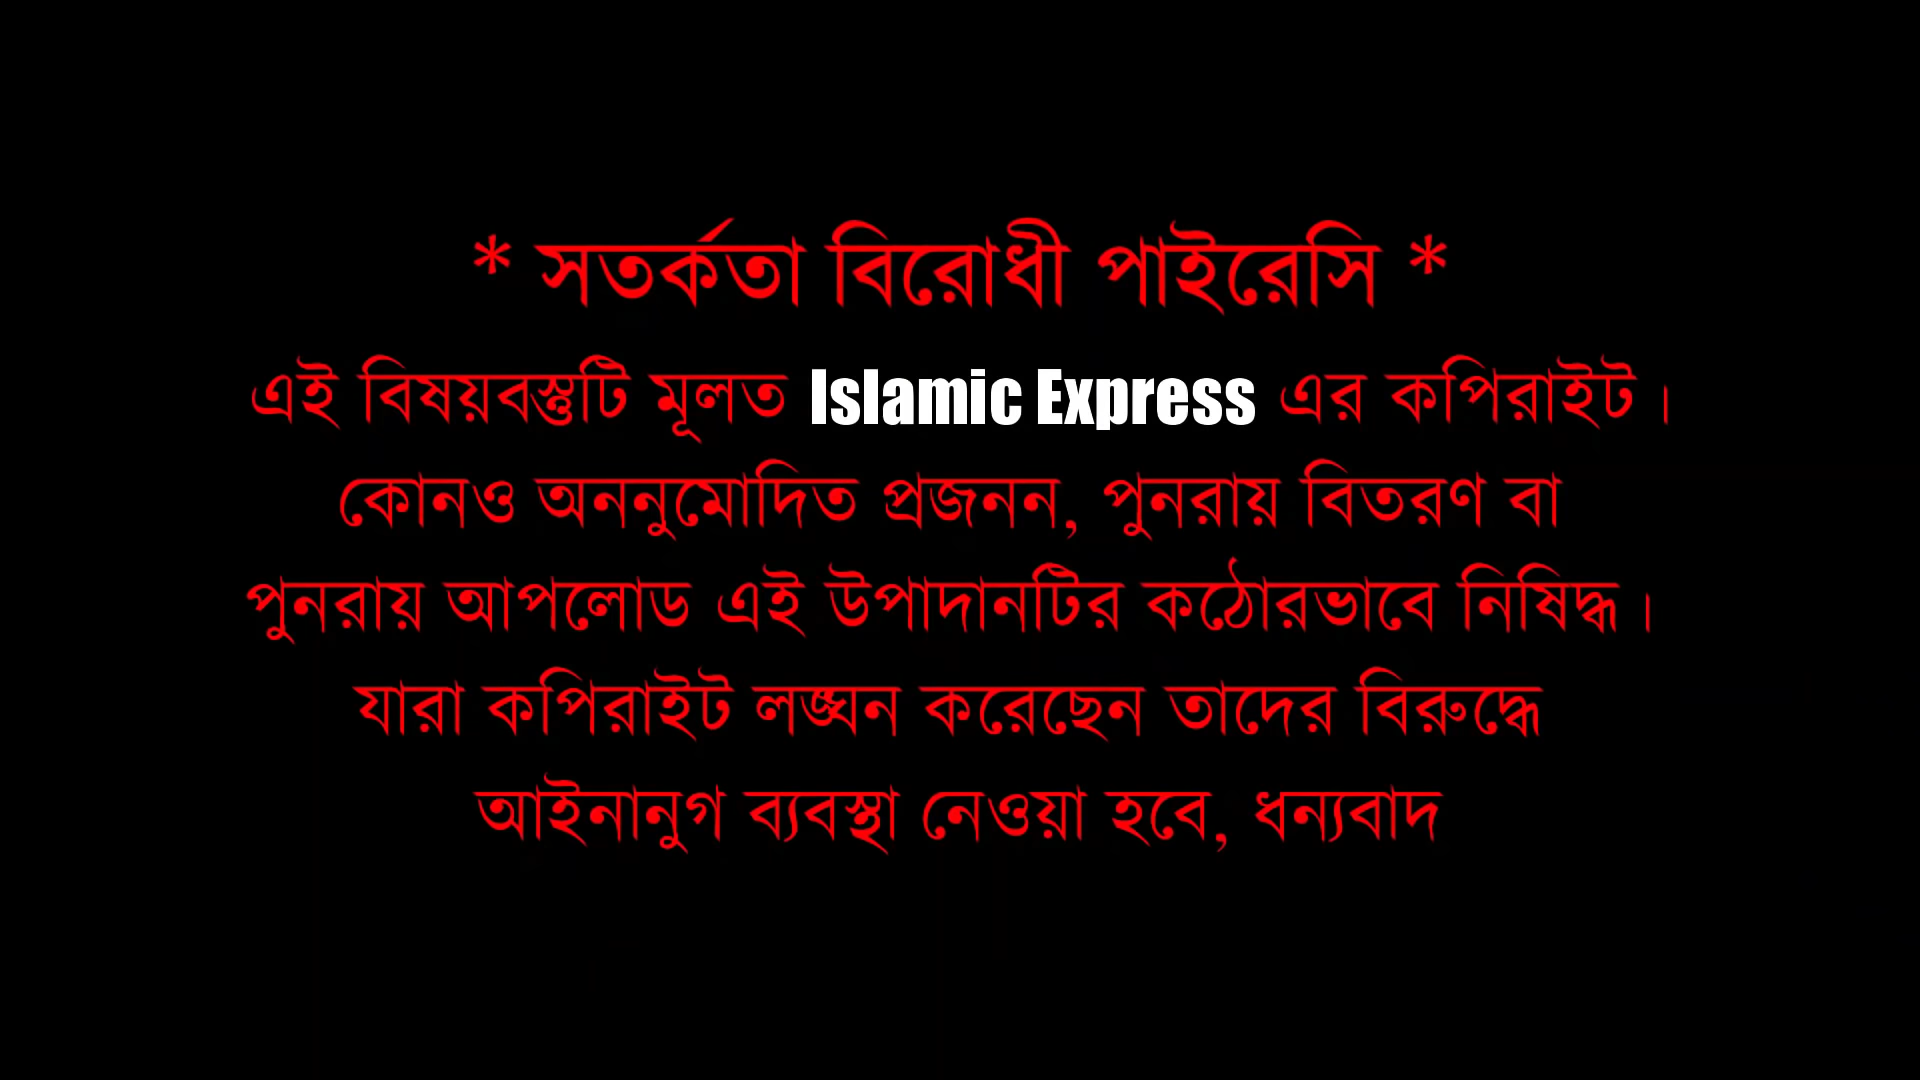 * সতর্কতা বিরোধী পাইরেসি *
এই বিষয়বস্তুটি মূলত Islamic Express এর কপিরাইট।
কোনও অননুমোদিত প্রজনন, পুনরায় বিতরণ বা
পুনরায় আপলোড এই উপাদানটির কঠোরভাবে নিষিদ্ধ।
যারা কপিরাইট লঙ্ঘন করেছেন তাদের বিরুদ্ধে
আইনানুগ ব্যবস্থা নেওয়া হবে, ধন্যবাদ